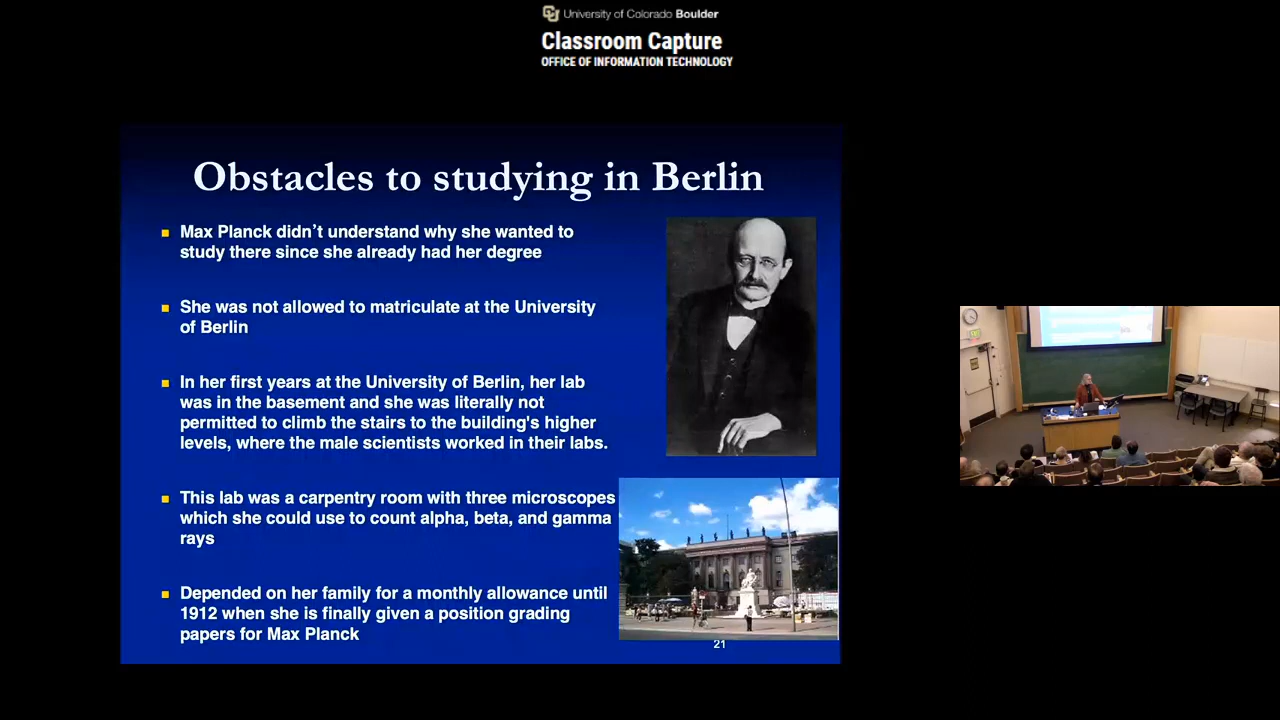 University of Colorado Boulder
Classroom Capture
OFFICE OF INFORMATION TECHNOLOGY
Obstacles to studying in Berlin
Max Planck didn't understand why she wanted to
study there since she already had her degree
She was not allowed to matriculate at the University
of Berlin
In her first years at the University of Berlin, her lab
was in the basement and she was literally not
permitted to climb the stairs to the building's higher
levels, where the male scientists worked in their labs.
This lab was a carpentry room with three microscopes
which she could use to count alpha, beta, and gamma
rays
Depended on her family for a monthly allowance until
1912 when she is finally given a position grading
papers for Max Planck
21